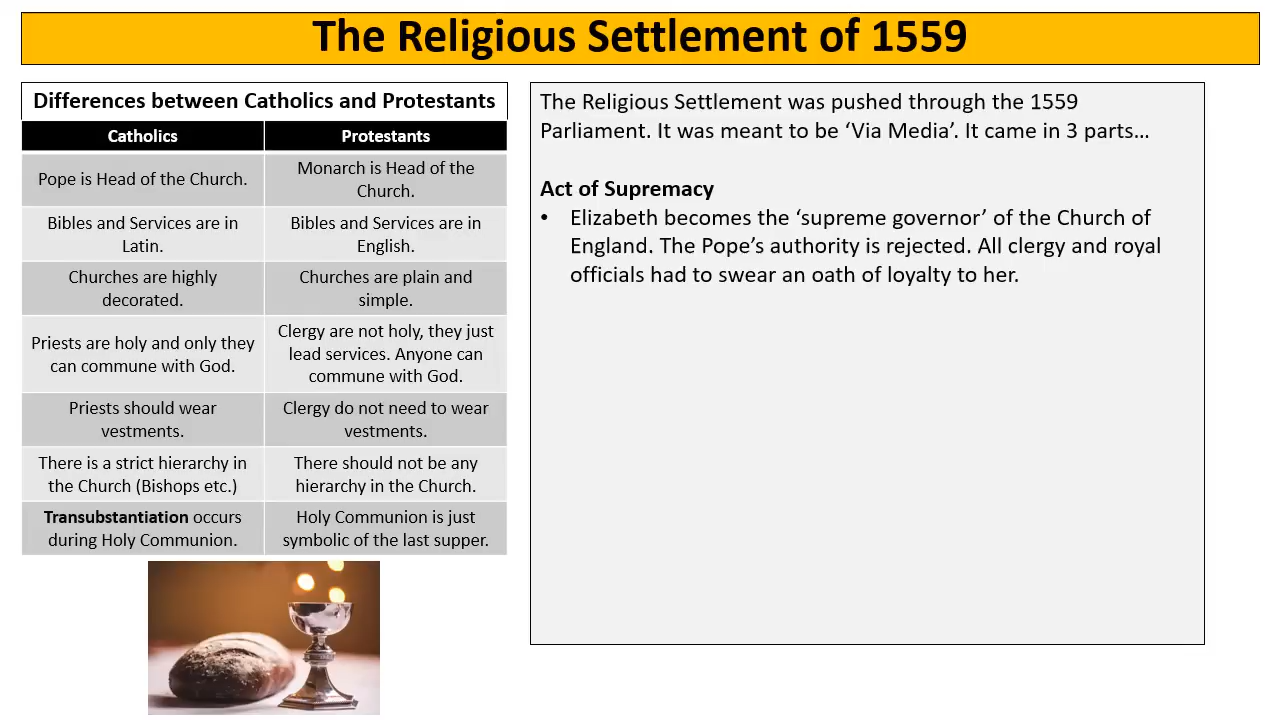 The Religious Settlement of 1559
Differences between Catholics and Protestants
Catholics
Protestants
Pope is Head of the Church.
Monarch is Head of the
Church.
Bibles and Services are in
Latin.
Bibles and Services are in
English.
Churches are highly
decorated.
Churches are plain and
simple.
Priests are holy and only they
can commune with God.
Clergy are not holy, they just
lead services. Anyone can
commune with God.
Priests should wear
vestments.
Clergy do not need to wear
vestments.
There is a strict hierarchy in
the Church (Bishops etc.)
There should not be any
hierarchy in the Church.
Transubstantiation occurs
during Holy Communion.
Holy Communion is just
symbolic of the last supper.
The Religious Settlement was pushed through the 1559
Parliament. It was meant to be ‘Via Media’. It came in 3 parts…
Act of Supremacy
• Elizabeth becomes the ‘supreme governor’ of the Church of
England. The Pope’s authority is rejected. All clergy and royal
officials had to swear an oath of loyalty to her.